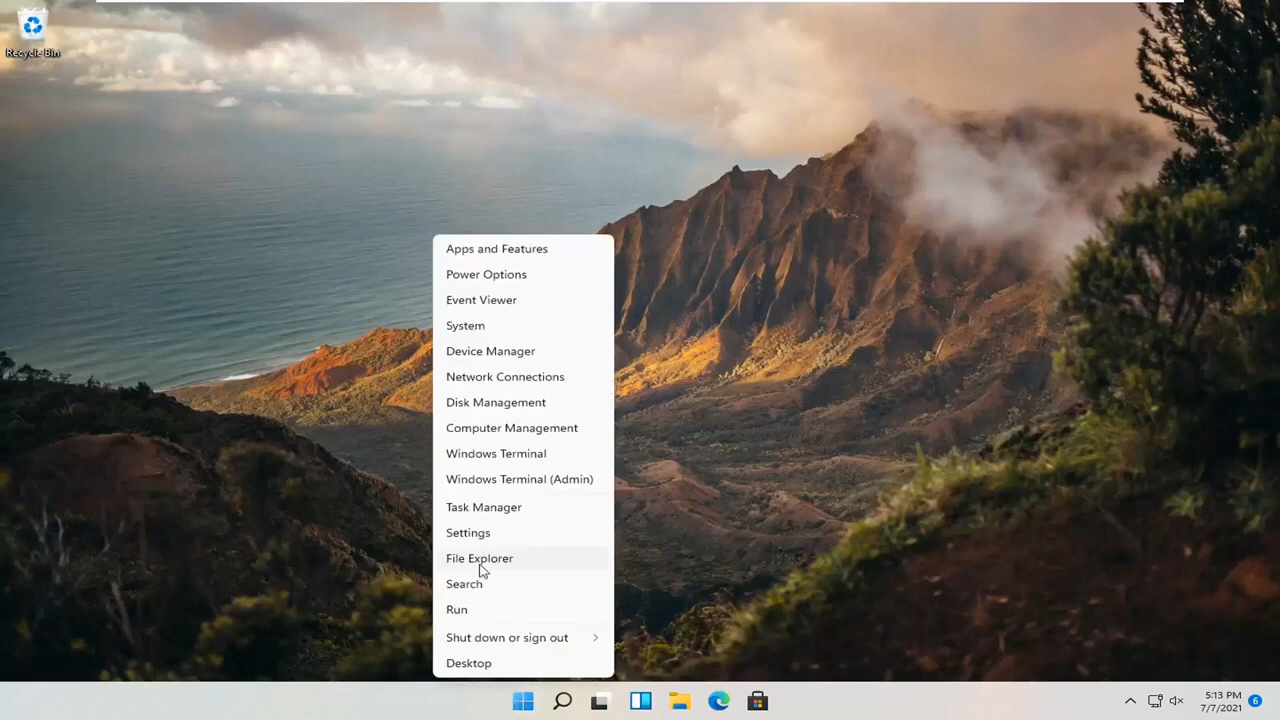 Recycle Bin
Apps and Features
Power Options
Event Viewer
System
Device Manager
Network Connections
Disk Management
Computer Management
Windows Terminal
Windows Terminal (Admin)
Task Manager
Settings
File Explorer
Search
Run
Shut down or sign out
Desktop
5:13 PM
7/7/2021
6